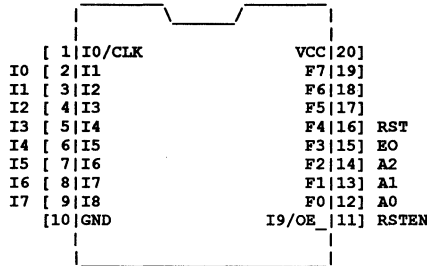 [ 1|I0/CLK VCC|20]
I0 [ 2|I1 F7|19]
I1 [ 3|I2 F6|18]
I2 [ 4|I3 F5|17]
I3 [ 5|I4 F4|16] RST
I4 [ 6|I5 F3|15] EO
I5 [ 7|I6 F2|14] A2
I6 [ 8|I7 F1|13] A1
I7 [ 9|I8 F0|12] A0
[10|GND I9/OE_|11] RSTEN